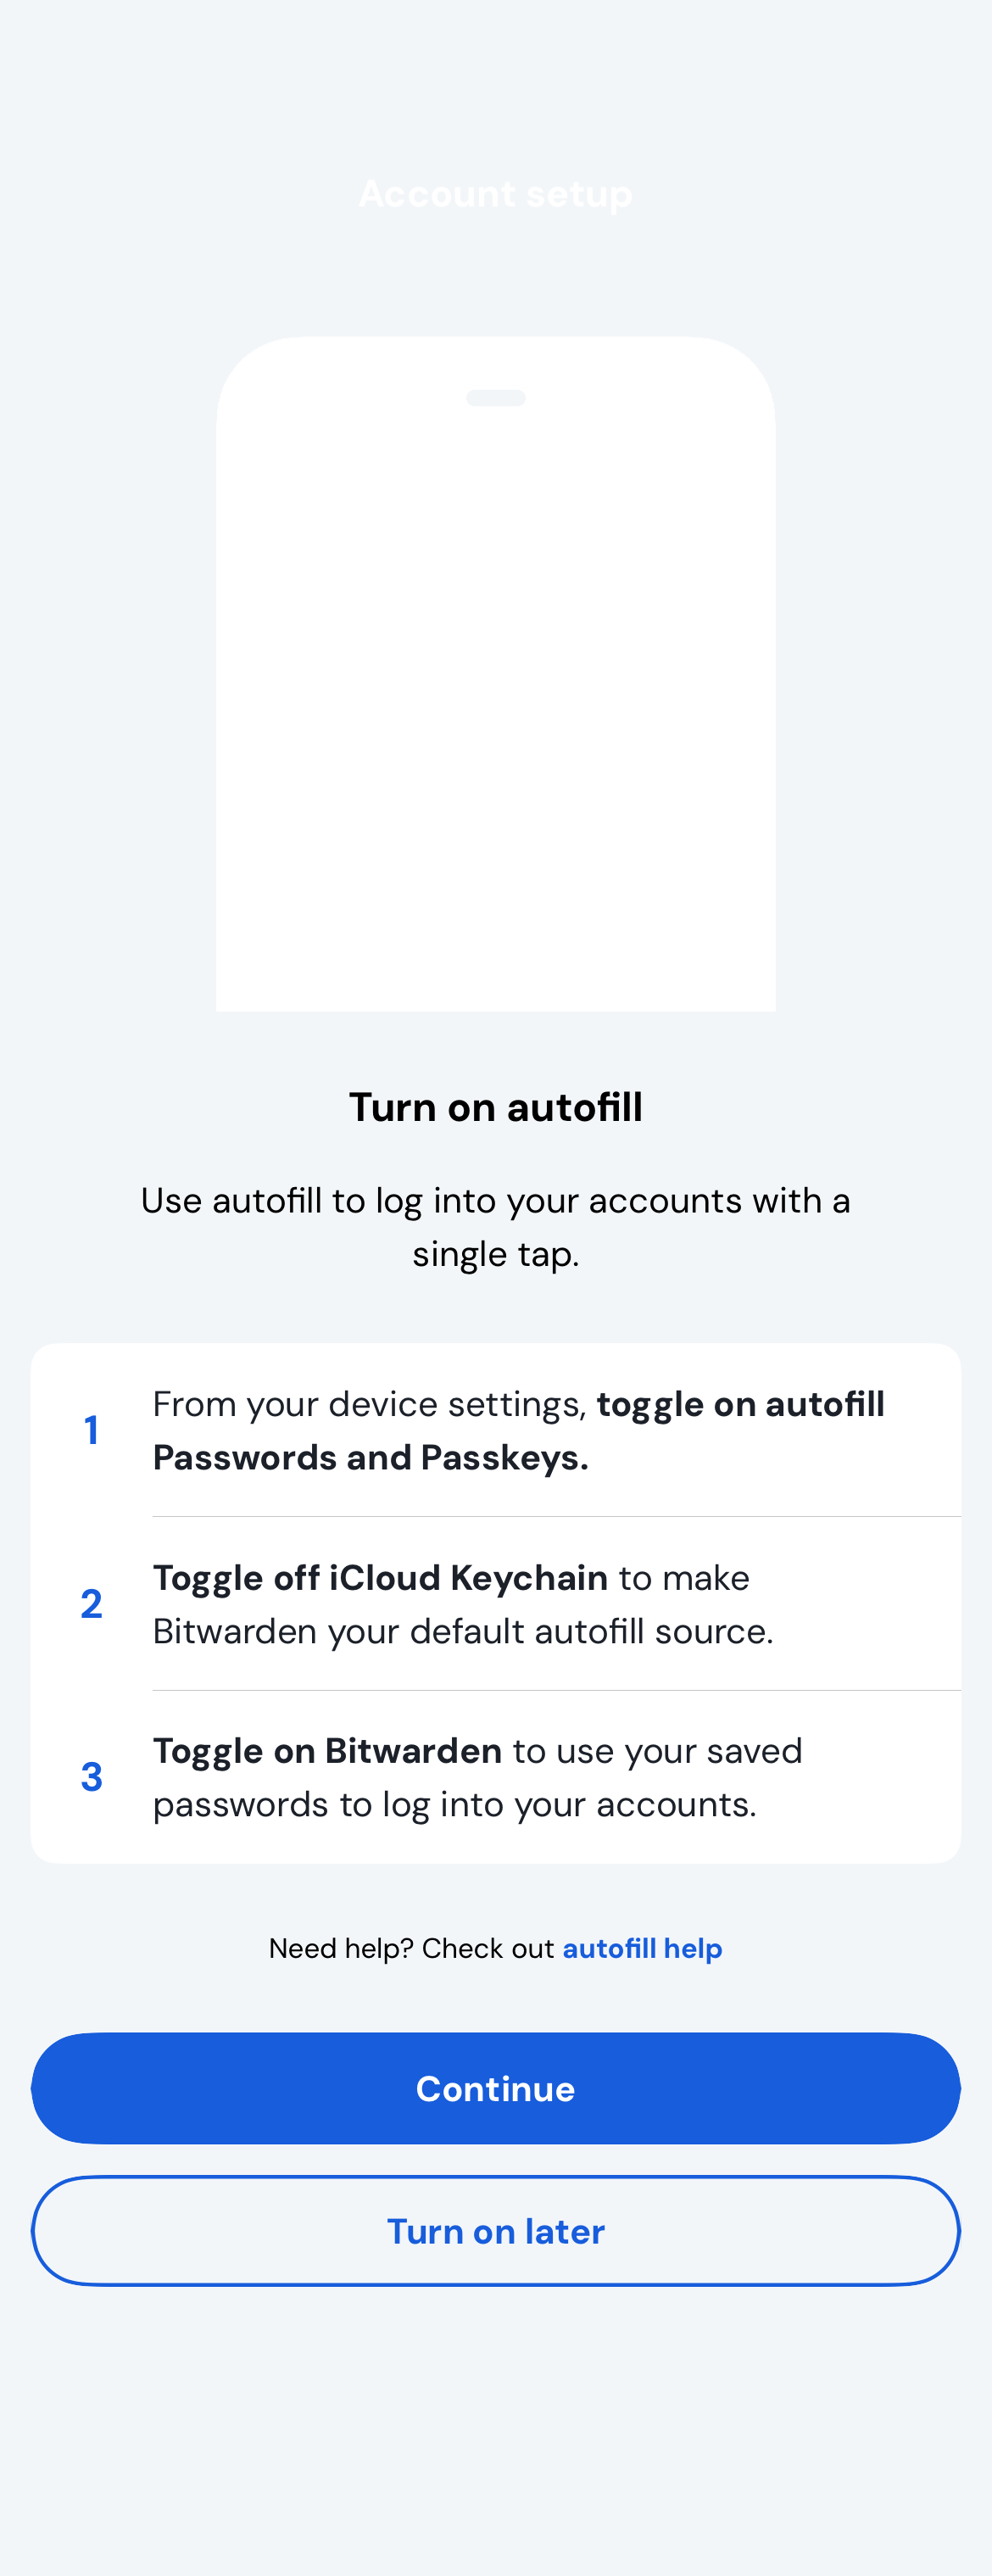 Account setup
Turn on autofill
Use autofill to log into your accounts with a
single tap.
1
From your device settings, toggle on autofill
Passwords and Passkeys.
2
Toggle off iCloud Keychain to make
Bitwarden your default autofill source.
3
Toggle on Bitwarden to use your saved
passwords to log into your accounts.
Need help? Check out autofill help
Continue
Turn on later